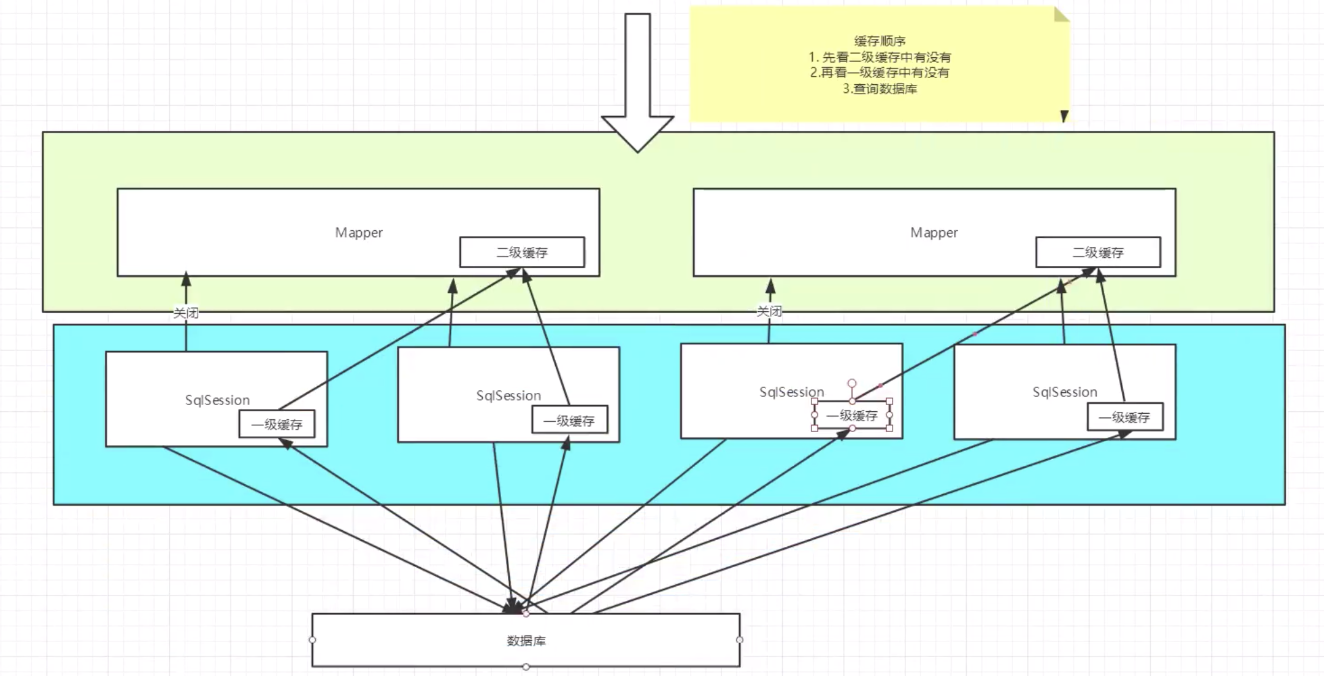 缓存顺序
1. 先看二级缓存中有没有
2.再看一级缓存中有没有
3.查询数据库
Mapper
二级缓存
Mapper
二级缓存
关闭
关闭
SqlSession
一级缓存
SqlSession
一级缓存
SqlSession
一级缓存
SqlSession
一级缓存
数据库